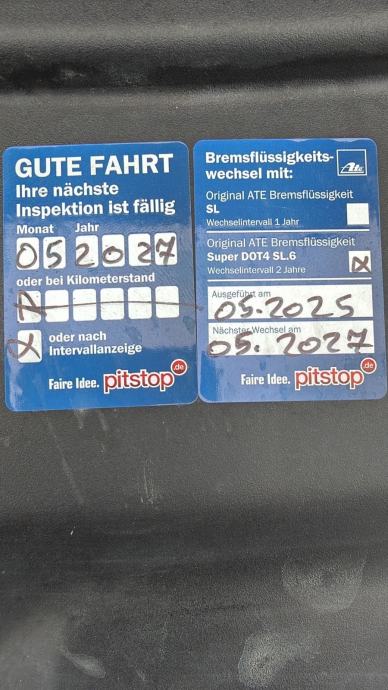 GUTE FAHRT
Ihre nächste
Inspektion ist fällig
Monat Jahr
05 2027
oder bei Kilometerstand
X oder nach
Intervallanzeige
Faire Idee. pitstop.de
Bremsflüssigkeits-
wechsel mit:
Ate
Original ATE Bremsflüssigkeit
SL
Wechselintervall 1 Jahr
Original ATE Bremsflüssigkeit
Super DOT4 SL.6
Wechselintervall 2 Jahre X
Ausgeführt am
05.2025
Nächster Wechsel am
05. 2027
Faire Idee. pitstop.de